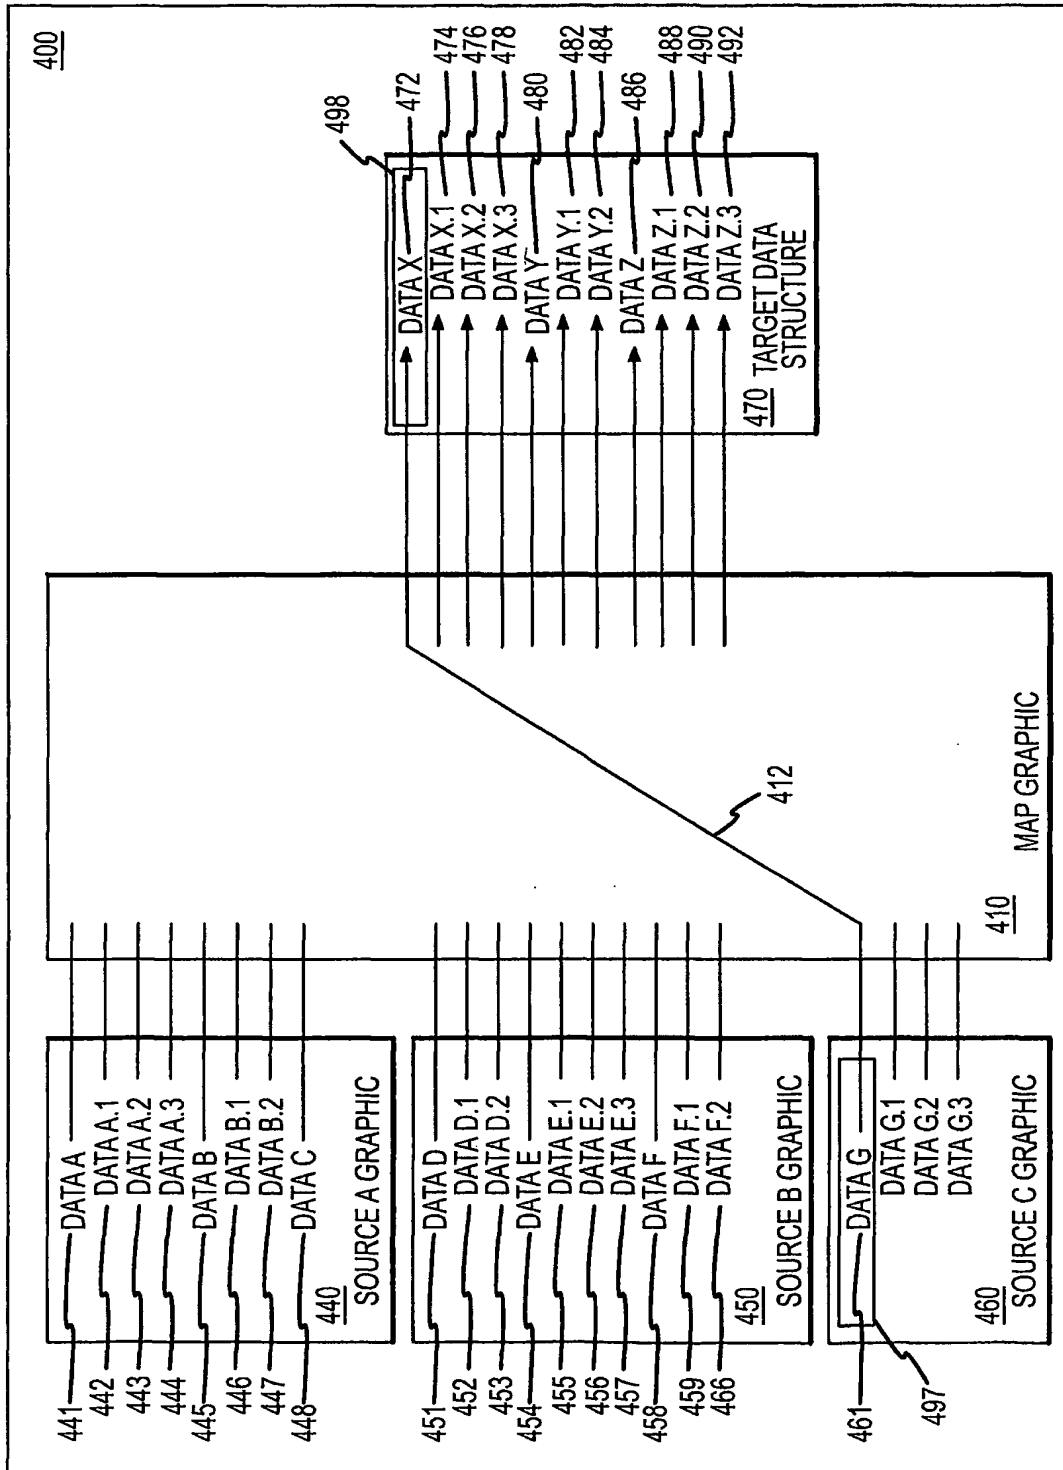 400
441 DATA A
442 DATA A.1
443 DATA A.2
444 DATA A.3
445 DATA B
446 DATA B.1
447 DATA B.2
448 DATA C
440
SOURCE A GRAPHIC
451 DATA D
452 DATA D.1
453 DATA D.2
454 DATA E
455 DATA E.1
456 DATA E.2
457 DATA E.3
458 DATA F
459 DATA F.1
466 DATA F.2
450
SOURCE B GRAPHIC
461 DATA G
497
DATA G.1
DATA G.2
DATA G.3
460
SOURCE C GRAPHIC
412
410
MAP GRAPHIC
498
DATA X 472
DATA X.1 474
DATA X.2 476
DATA X.3 478
DATA Y 480
DATA Y.1 482
DATA Y.2 484
DATA Z 486
DATA Z.1 488
DATA Z.2 490
DATA Z.3 492
470 TARGET DATA
STRUCTURE